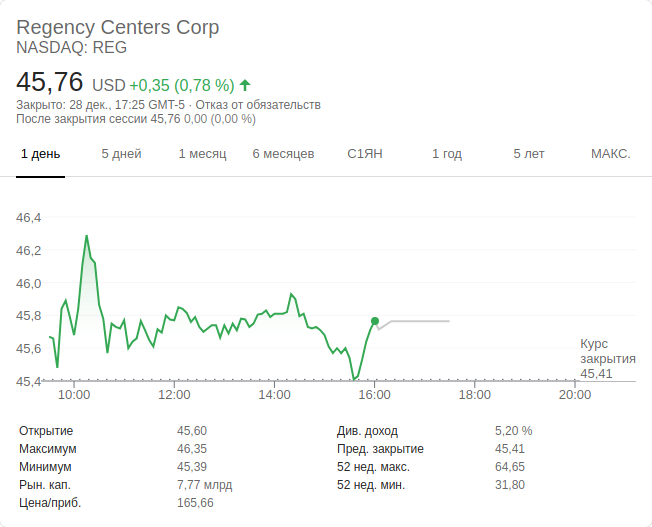 Regency Centers Corp
NASDAQ: REG
45,76 USD +0,35 (0,78 %)
Закрыто: 28 дек., 17:25 GMT-5 · Отказ от обязательств
После закрытия сессии 45,76 0,00 (0,00 %)
1 день 5 дней 1 месяц 6 месяцев С1ЯН 1 год 5 лет МАКС.
46,4
46,2
46,0
45,8
45,6
45,4
Курс
закрытия
45,41
10:00 12:00 14:00 16:00 18:00 20:00
Открытие 45,60 Див. доход 5,20 %
Максимум 46,35 Пред. закрытие 45,41
Минимум 45,39 52 нед. макс. 64,65
Рын. кап. 7,77 млрд 52 нед. мин. 31,80
Цена/приб. 165,66